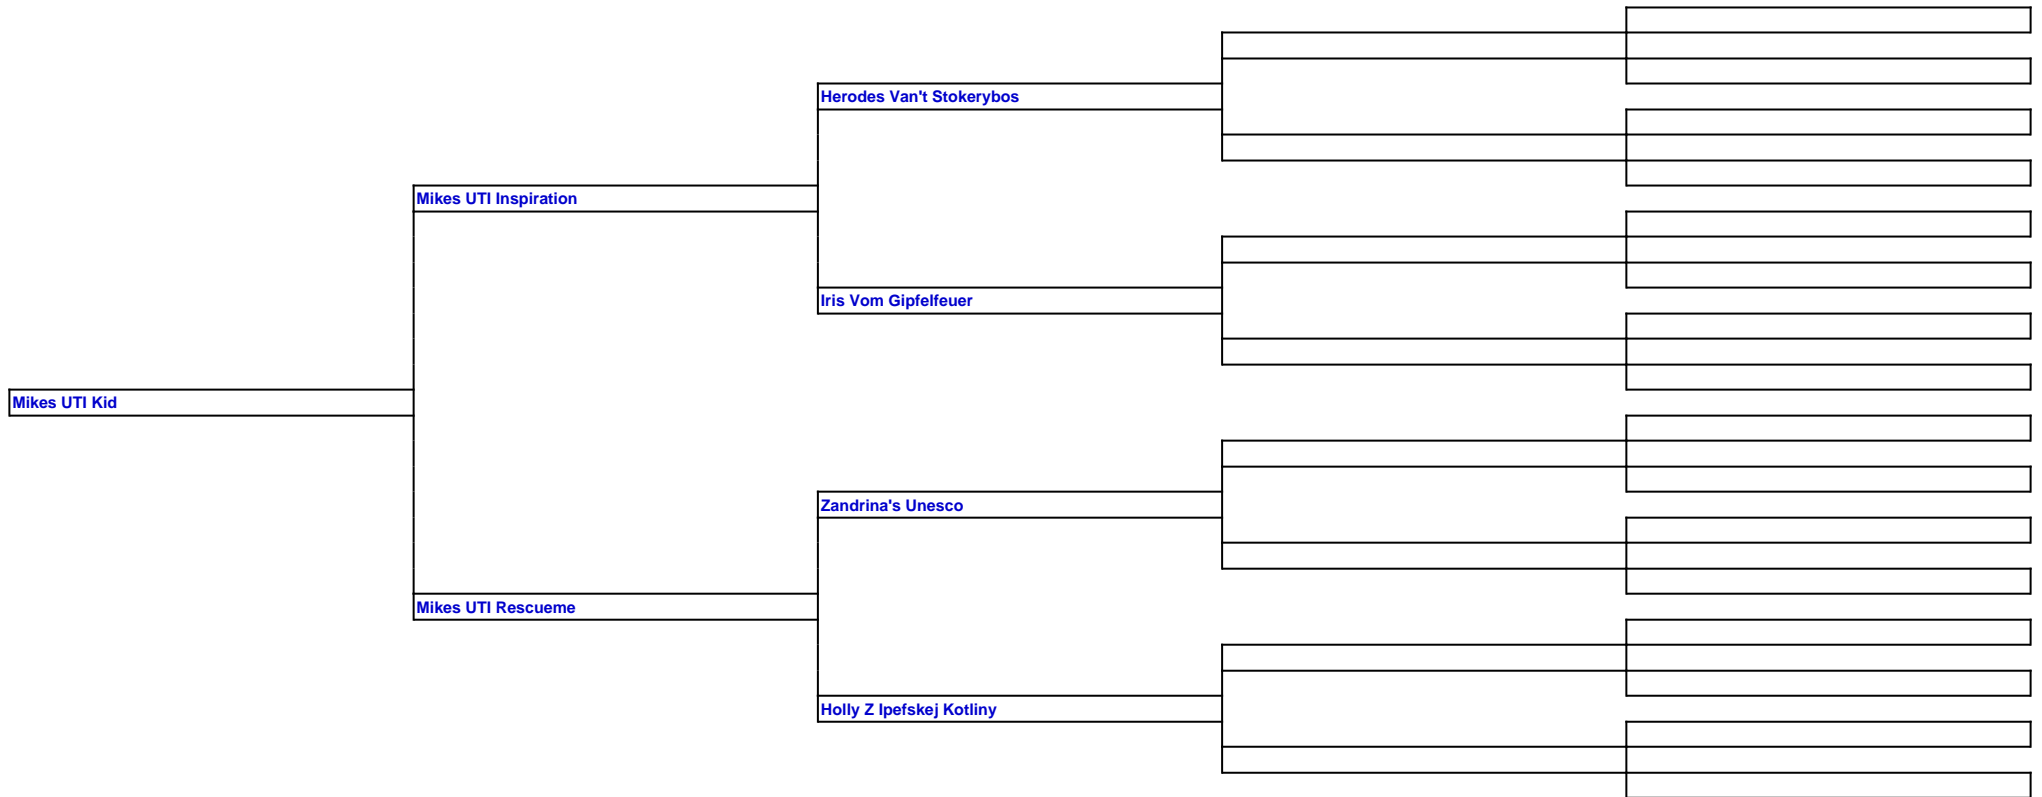 Herodes Van't Stokerybos
Mikes UTI Inspiration
Iris Vom Gipfelfeuer
Mikes UTI Kid
Zandrina's Unesco
Mikes UTI Rescueme
Holly Z Ipefskej Kotliny